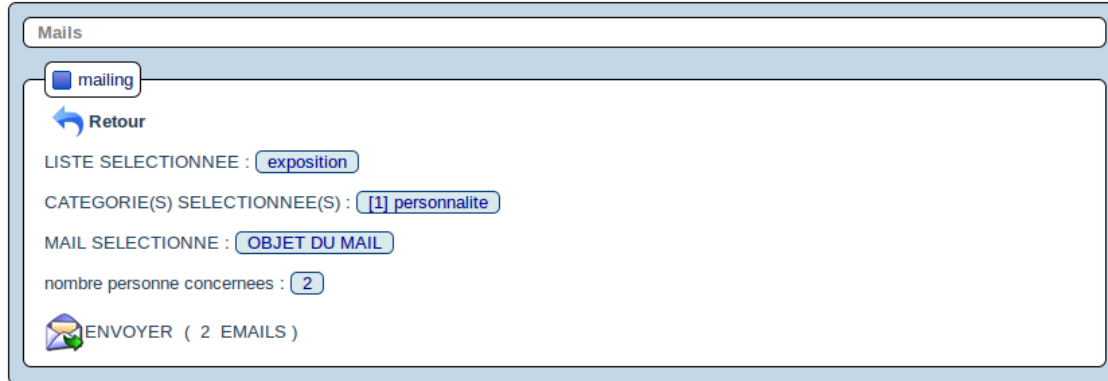 Mails
mailing
Retour
LISTE SELECTIONNEE : exposition
CATEGORIE(S) SELECTIONNEE(S) : [1] personnalite
MAIL SELECTIONNE : OBJET DU MAIL
nombre personne concernees : 2
ENVOYER ( 2 EMAILS )